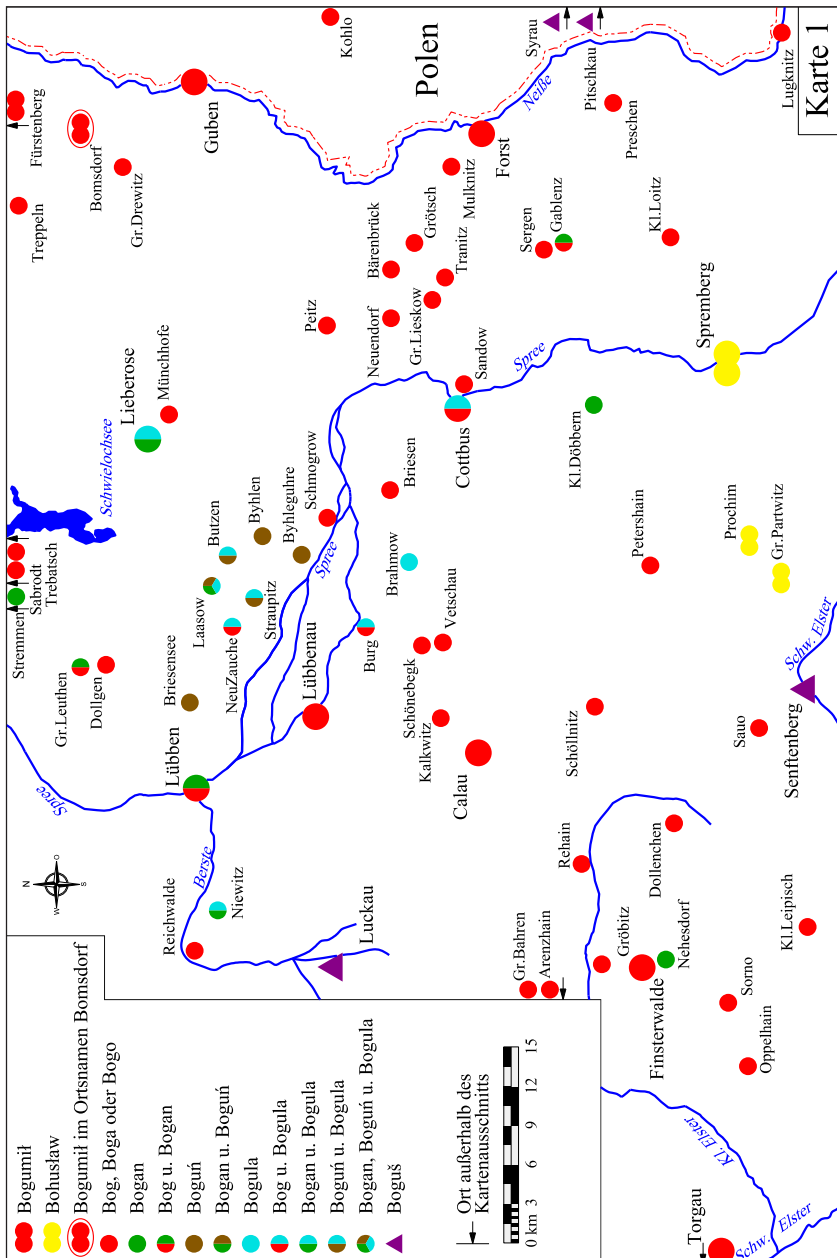 Bogumił
Bohusław
Bogumił im Ortsnamen Bomsdorf
Bog, Boga oder Bogo
Bogan
Bog u. Bogan
Boguń
Bogan u. Boguń
Bogula
Bog u. Bogula
Bogan u. Bogula
Boguń u. Bogula
Bogan, Boguń u. Bogula
Boguš
Ort außerhalb des
Kartenausschnitts
0 km 3 6 9 12 15
N
O
S
W
Spree
Stremmen
Sabrodt
Trebatsch
Schwielochsee
Treppeln
Fürstenberg
Bomsdorf
Gr.Drewitz
Gr.Leuthen
Dollgen
Lieberose
Münchhofe
Guben
Kohlo
Reichwalde
Berste
Niewitz
Lübben
Briesensee
Laasow
NeuZauche
Butzen
Straupitz
Byhlen
Byhleguhre
Schmogrow
Spree
Peitz
Lübbenau
Luckau
Burg
Brahmow
Briesen
Neuendorf
Bärenbrück
Grötsch
Gr.Lieskow
Tranitz
Polen
Schönebegk
Vetschau
Kalkwitz
Calau
Cottbus
Sandow
Mulknitz
Forst
Neiße
Spree
Gr.Bahren
Arenzhain
Rehain
Schöllnitz
Kl.Döbbern
Sergen
Gablenz
Syrau
Pitschkau
Preschen
Gröbitz
Finsterwalde
Nehesdorf
Dollenchen
Petershain
Kl.Loitz
Spremberg
Kl. Elster
Sorno
Oppelhain
Kl.Leipisch
Sauo
Senftenberg
Schw. Elster
Prochim
Gr.Partwitz
Lugknitz
Torgau
Schw. Elster
Karte 1